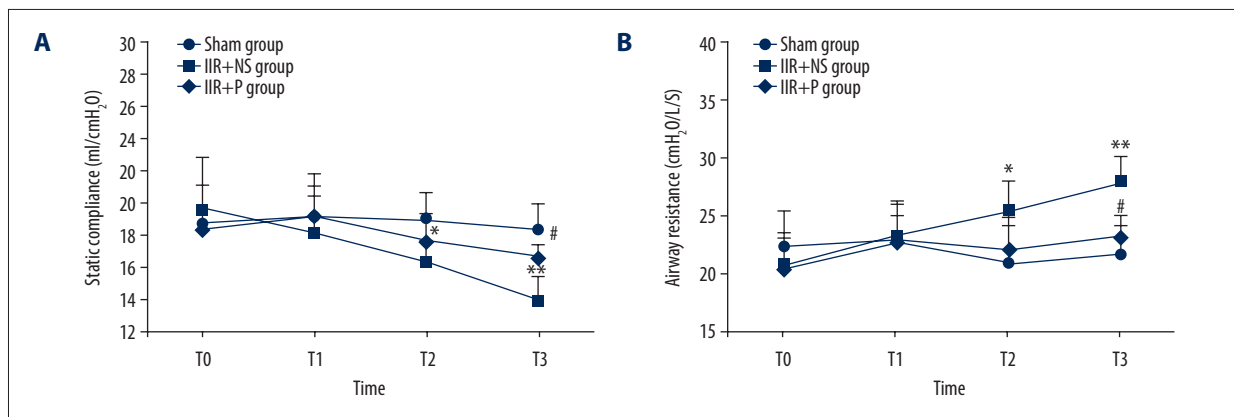 A
Static compliance (ml/cmH₂O)
30
28
26
24
22
20
20
18
16
14
12
Sham group
IIR+NS group
IIR+P group
*
#
**
T0 T1 T2 T3
Time
B
Airway resistance (cmH₂O/L/S)
40
35
30
25
20
15
Sham group
IIR+NS group
IIR+P group
*
**
#
T0 T1 T2 T3
Time